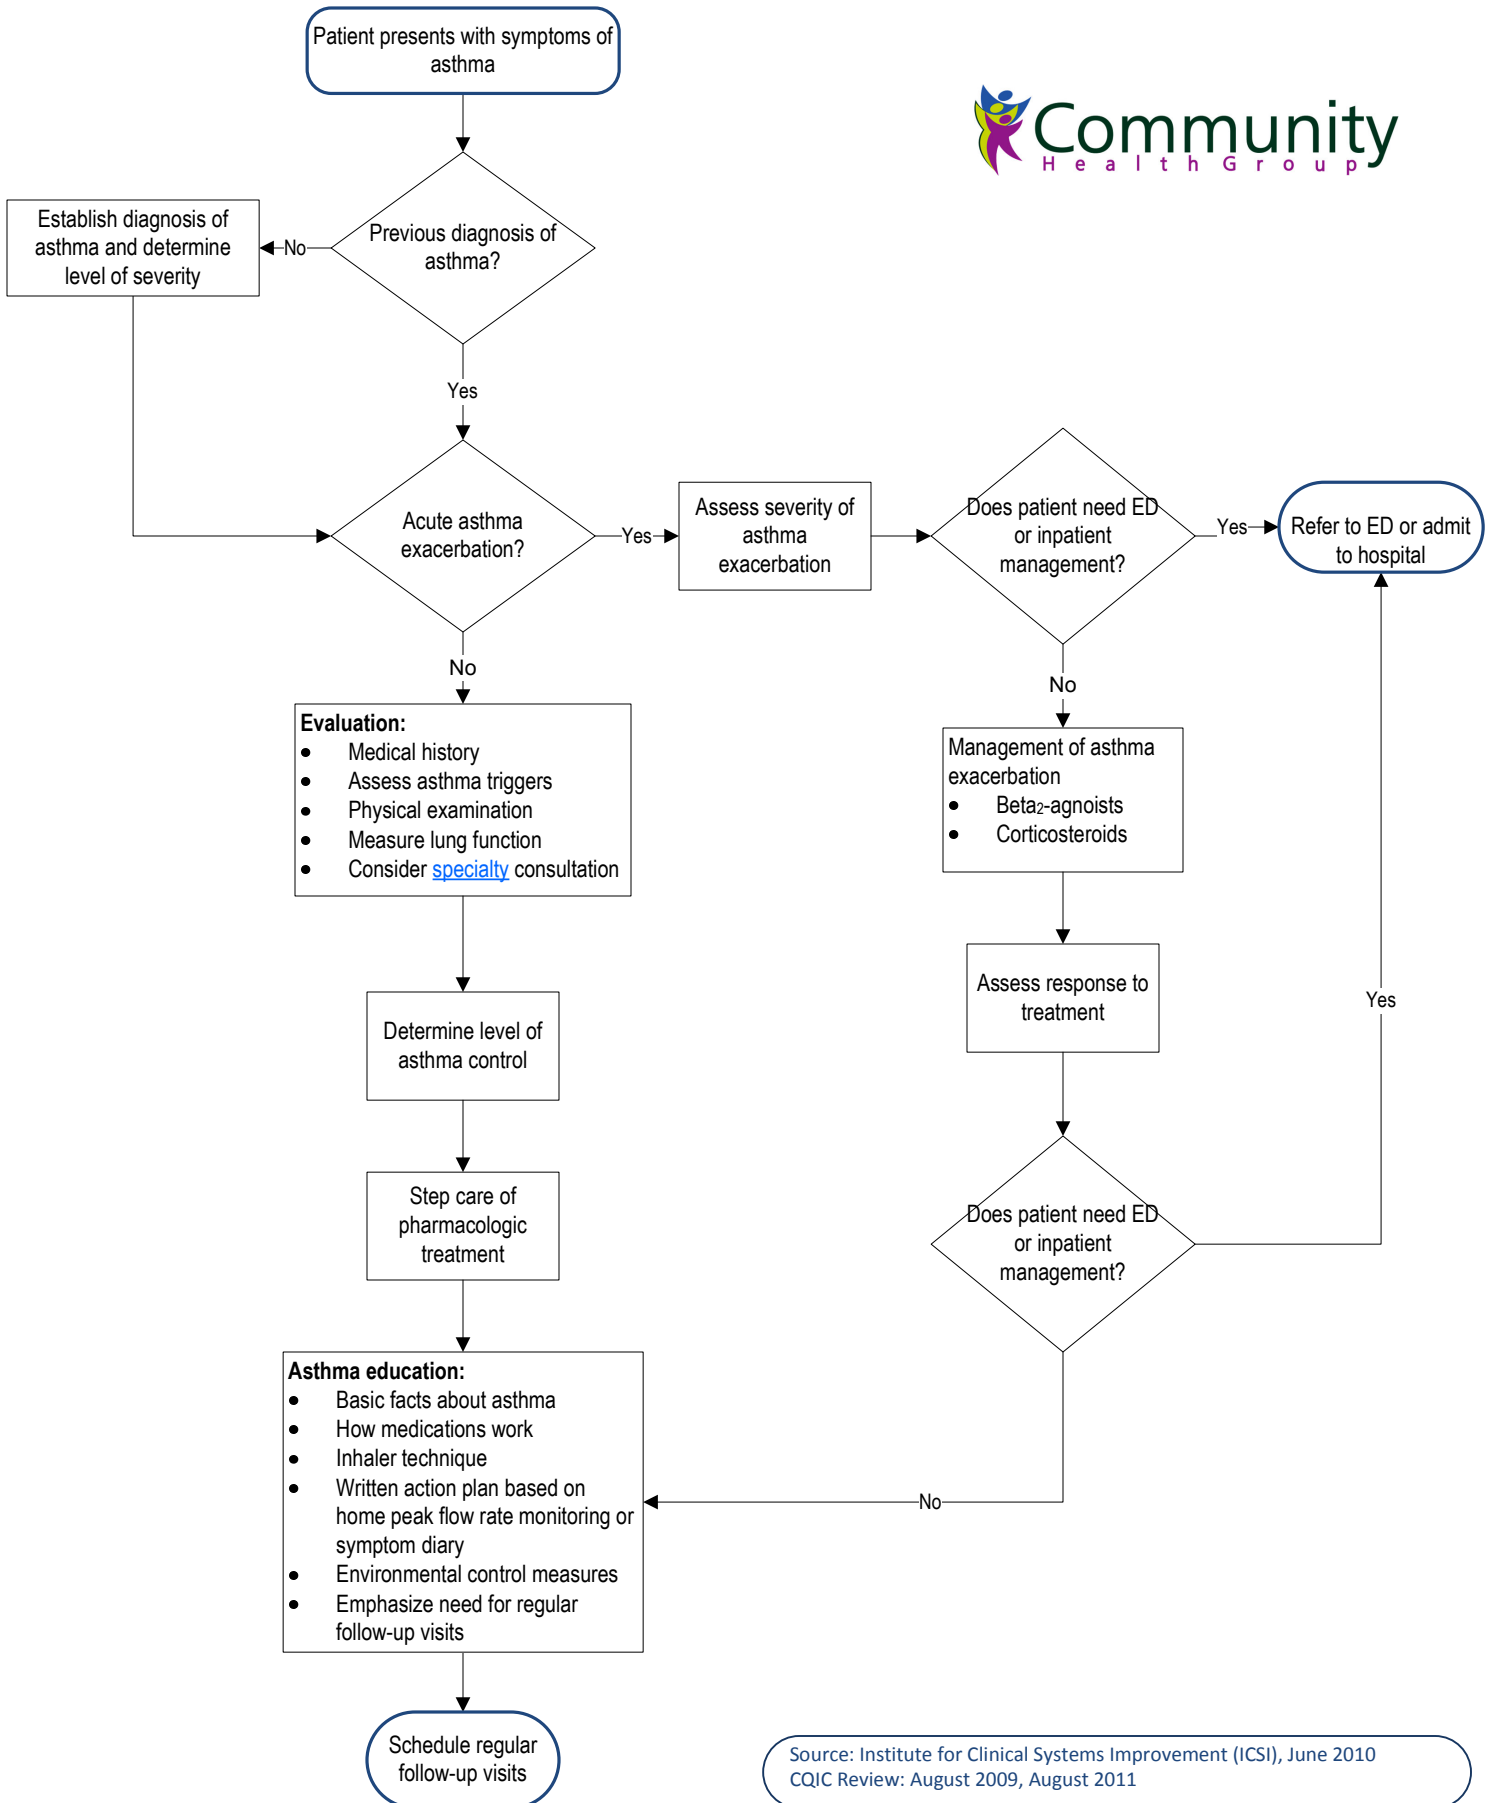 Patient presents with symptoms of
asthma
Community
HealthGroup
Establish diagnosis of
asthma and determine
level of severity
No
Previous diagnosis of
asthma?
Yes
Acute asthma
exacerbation?
Yes
Assess severity of
asthma
exacerbation
Does patient need ED
or inpatient
management?
Yes
Refer to ED or admit
to hospital
No
Evaluation:
• Medical history
• Assess asthma triggers
• Physical examination
• Measure lung function
• Consider specialty consultation
No
Management of asthma
exacerbation
• Beta2-agnoists
• Corticosteroids
Assess response to
treatment
Yes
Determine level of
asthma control
Step care of
pharmacologic
treatment
Does patient need ED
or inpatient
management?
Asthma education:
• Basic facts about asthma
• How medications work
• Inhaler technique
• Written action plan based on
home peak flow rate monitoring or
symptom diary
• Environmental control measures
• Emphasize need for regular
follow-up visits
No
Schedule regular
follow-up visits
Source: Institute for Clinical Systems Improvement (ICSI), June 2010
CQIC Review: August 2009, August 2011